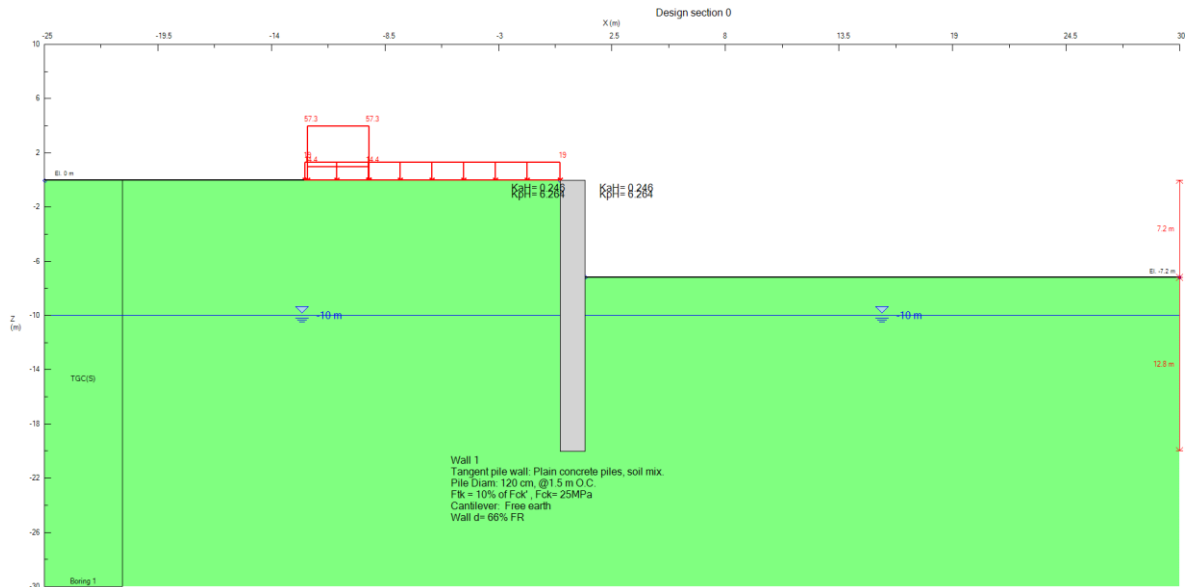 Design section 0
X (m)
-25 -19.5 -14 -8.5 -3 2.5 8 13.5 19 24.5 30
10
6
57.3 57.3
2
19 19
14.4
El. 0 m
KaH= 0.246 KaH= 0.246
KpH= 6.264 KpH= 6.264
-2
7.2 m
-6
El. -7.2 m
Z
(m)
-10
-10 m -10 m
-14
TGC(S)
12.8 m
-18
Wall 1
Tangent pile wall: Plain concrete piles, soil mix.
-22
Pile Diam: 120 cm, @1.5 m O.C.
Ftk = 10% of Fck' , Fck= 25MPa
Cantilever: Free earth
Wall d= 66% FR
-26
Boring 1
-30